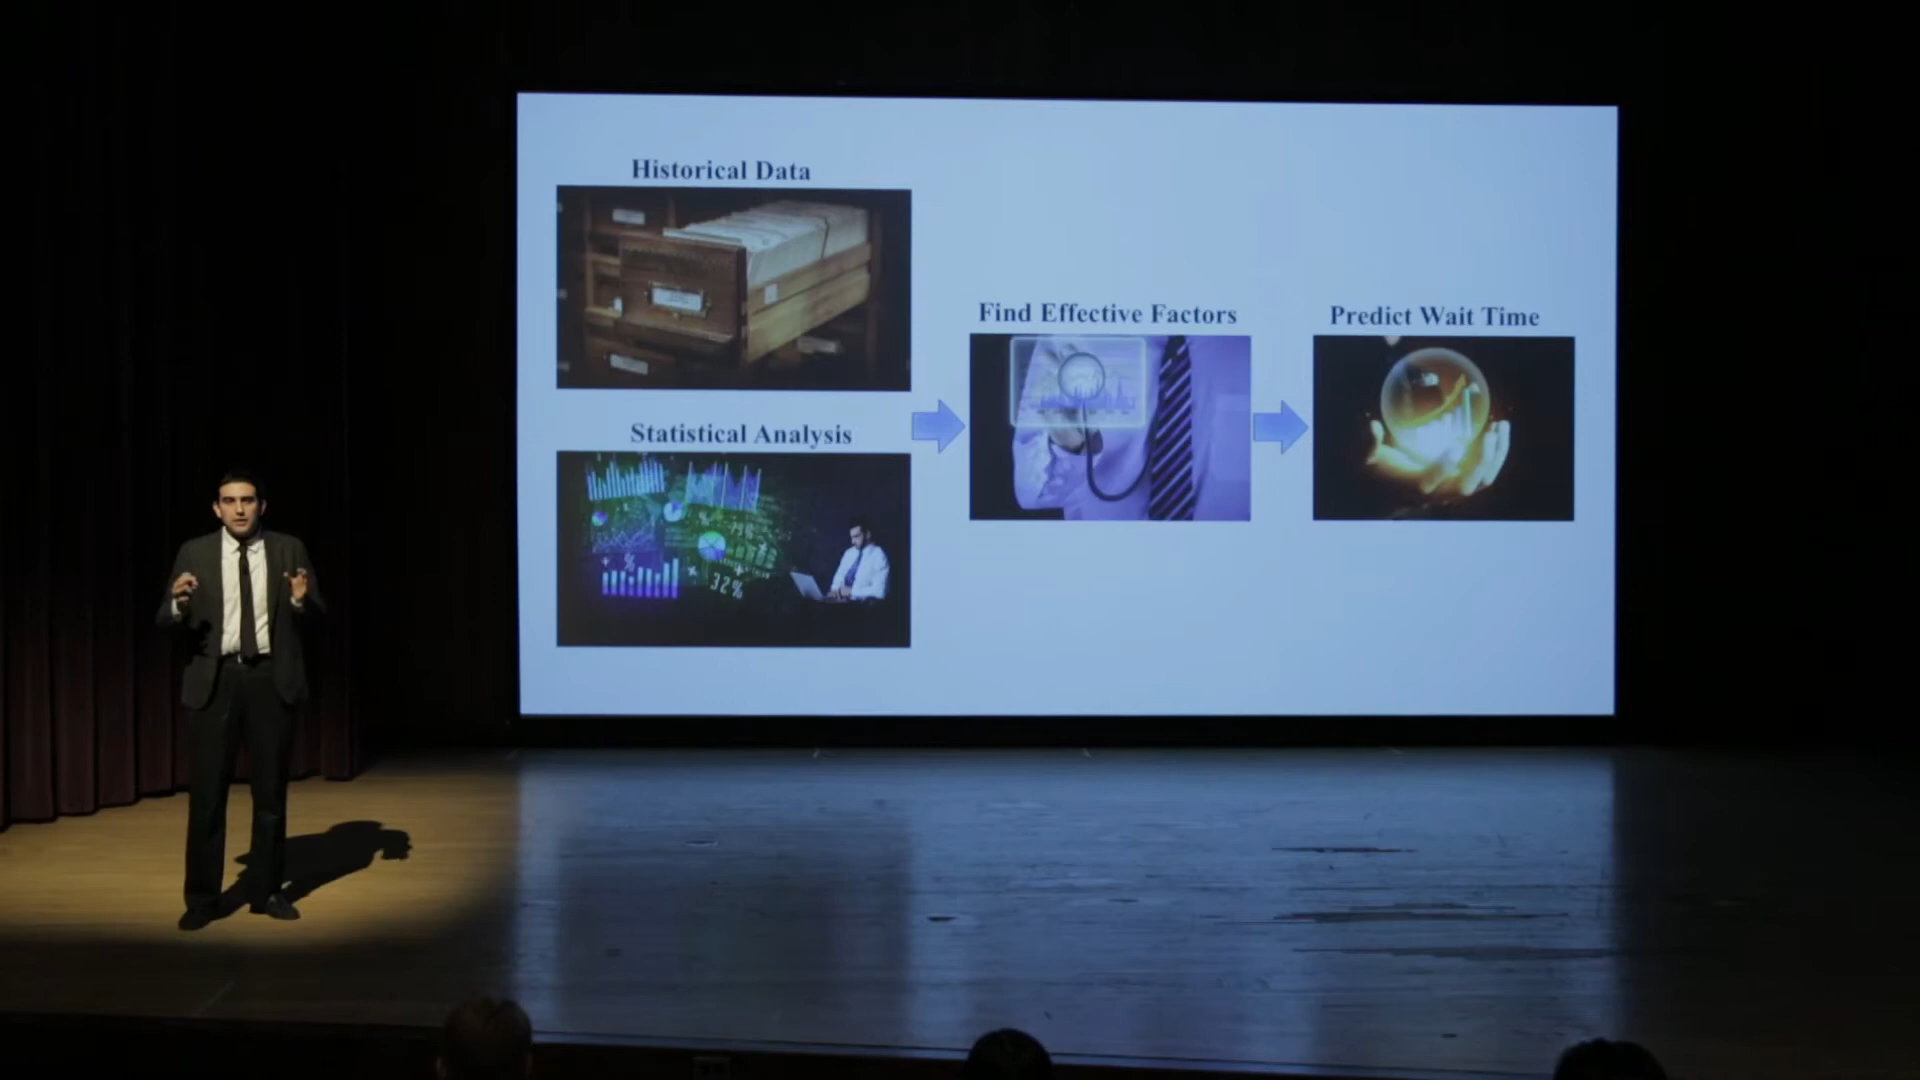 Historical Data
Statistical Analysis
32%
Find Effective Factors
Predict Wait Time